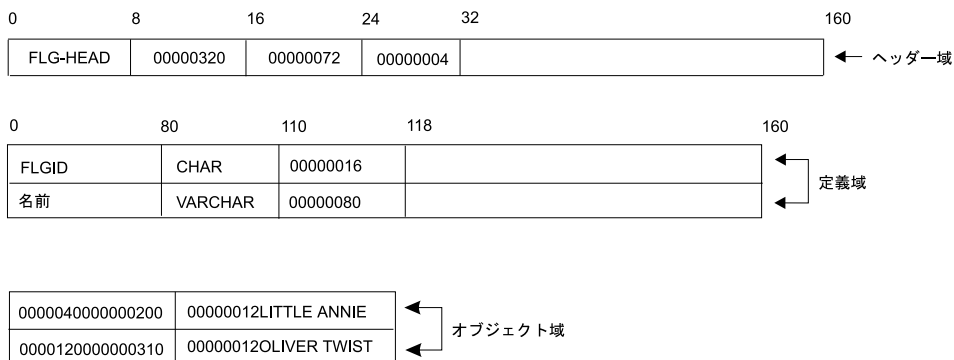 0 8 16 24 32 160
FLG-HEAD 00000320 00000072 00000004 ヘッダー域
0 80 110 118 160
FLGID CHAR 00000016
定義域
名前 VARCHAR 00000080
0000040000000200 00000012LITTLE ANNIE
オブジェクト域
0000120000000310 00000012OLIVER TWIST